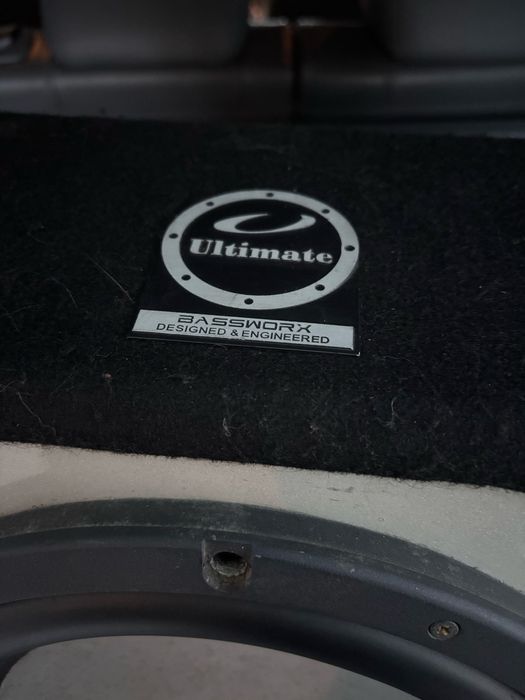 Ultimate
BASSWORX
DESIGNED & ENGINEERED